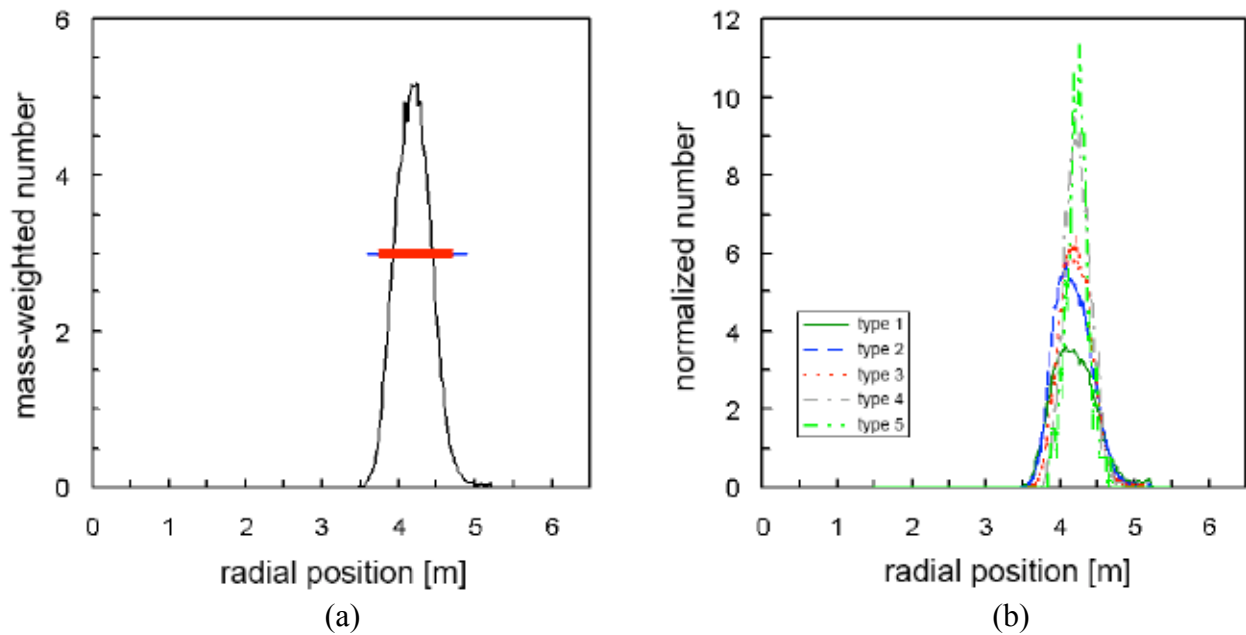 6
4
2
0
mass-weighted number
0 1 2 3 4 5 6
radial position [m]
(a)
12
10
8
6
4
2
0
normalized number
type 1
type 2
type 3
type 4
type 5
0 1 2 3 4 5 6
radial position [m]
(b)